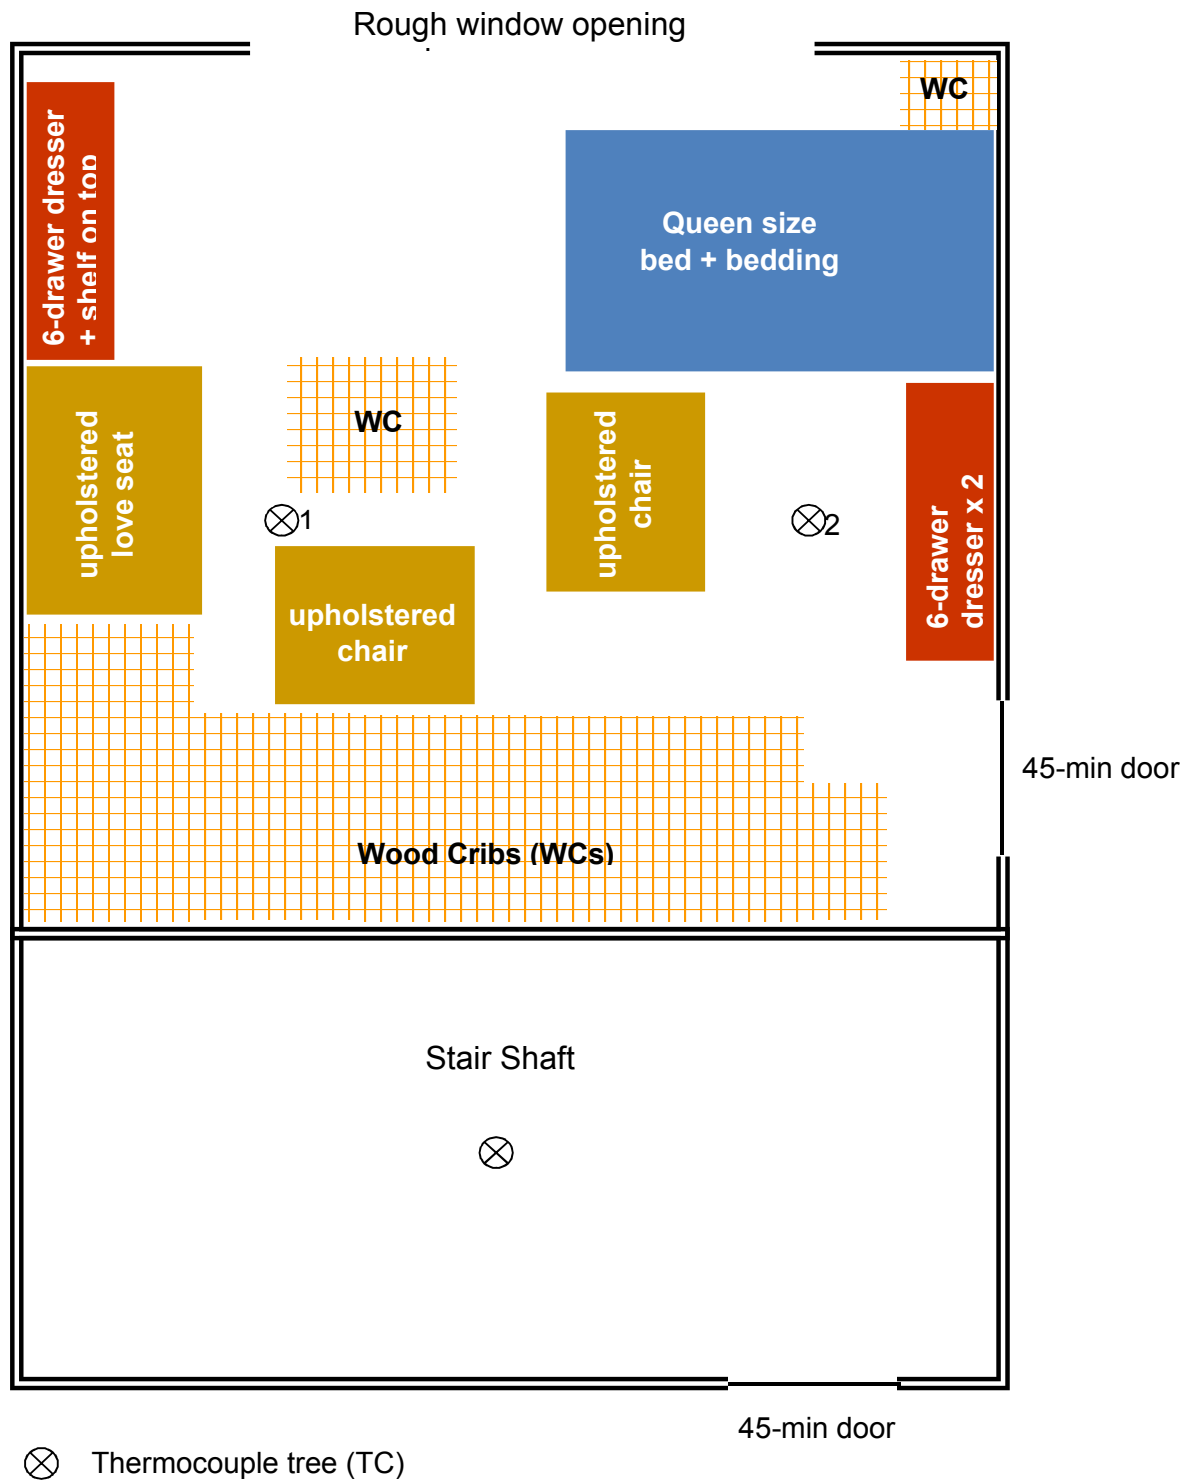 Rough window opening
WC
6-drawer dresser
+ shelf on top
Queen size
bed + bedding
upholstered
love seat
WC
upholstered
chair
1
2
6-drawer
dresser x 2
upholstered
chair
45-min door
Wood Cribs (WCs)
Stair Shaft
45-min door
Thermocouple tree (TC)